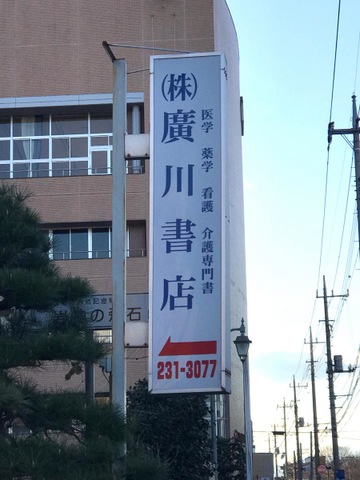 (株)廣川書店
医学 薬学 看護 介護専門書
231-3077